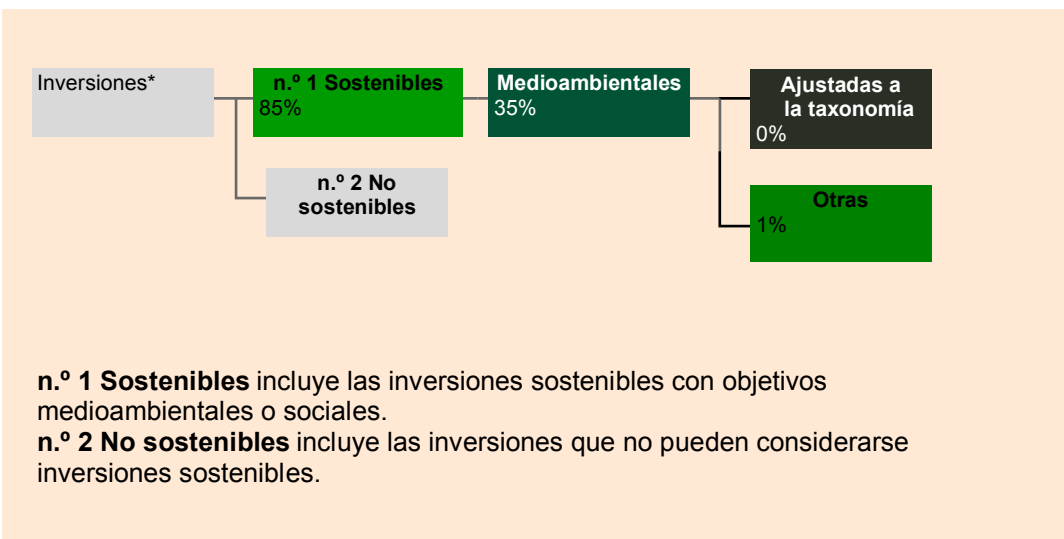 Inversiones*
n.º 1 Sostenibles
85%
Medioambientales
35%
Ajustadas a
la taxonomía
0%
n.º 2 No
sostenibles
Otras
1%
n.º 1 Sostenibles incluye las inversiones sostenibles con objetivos
medioambientales o sociales.
n.º 2 No sostenibles incluye las inversiones que no pueden considerarse
inversiones sostenibles.